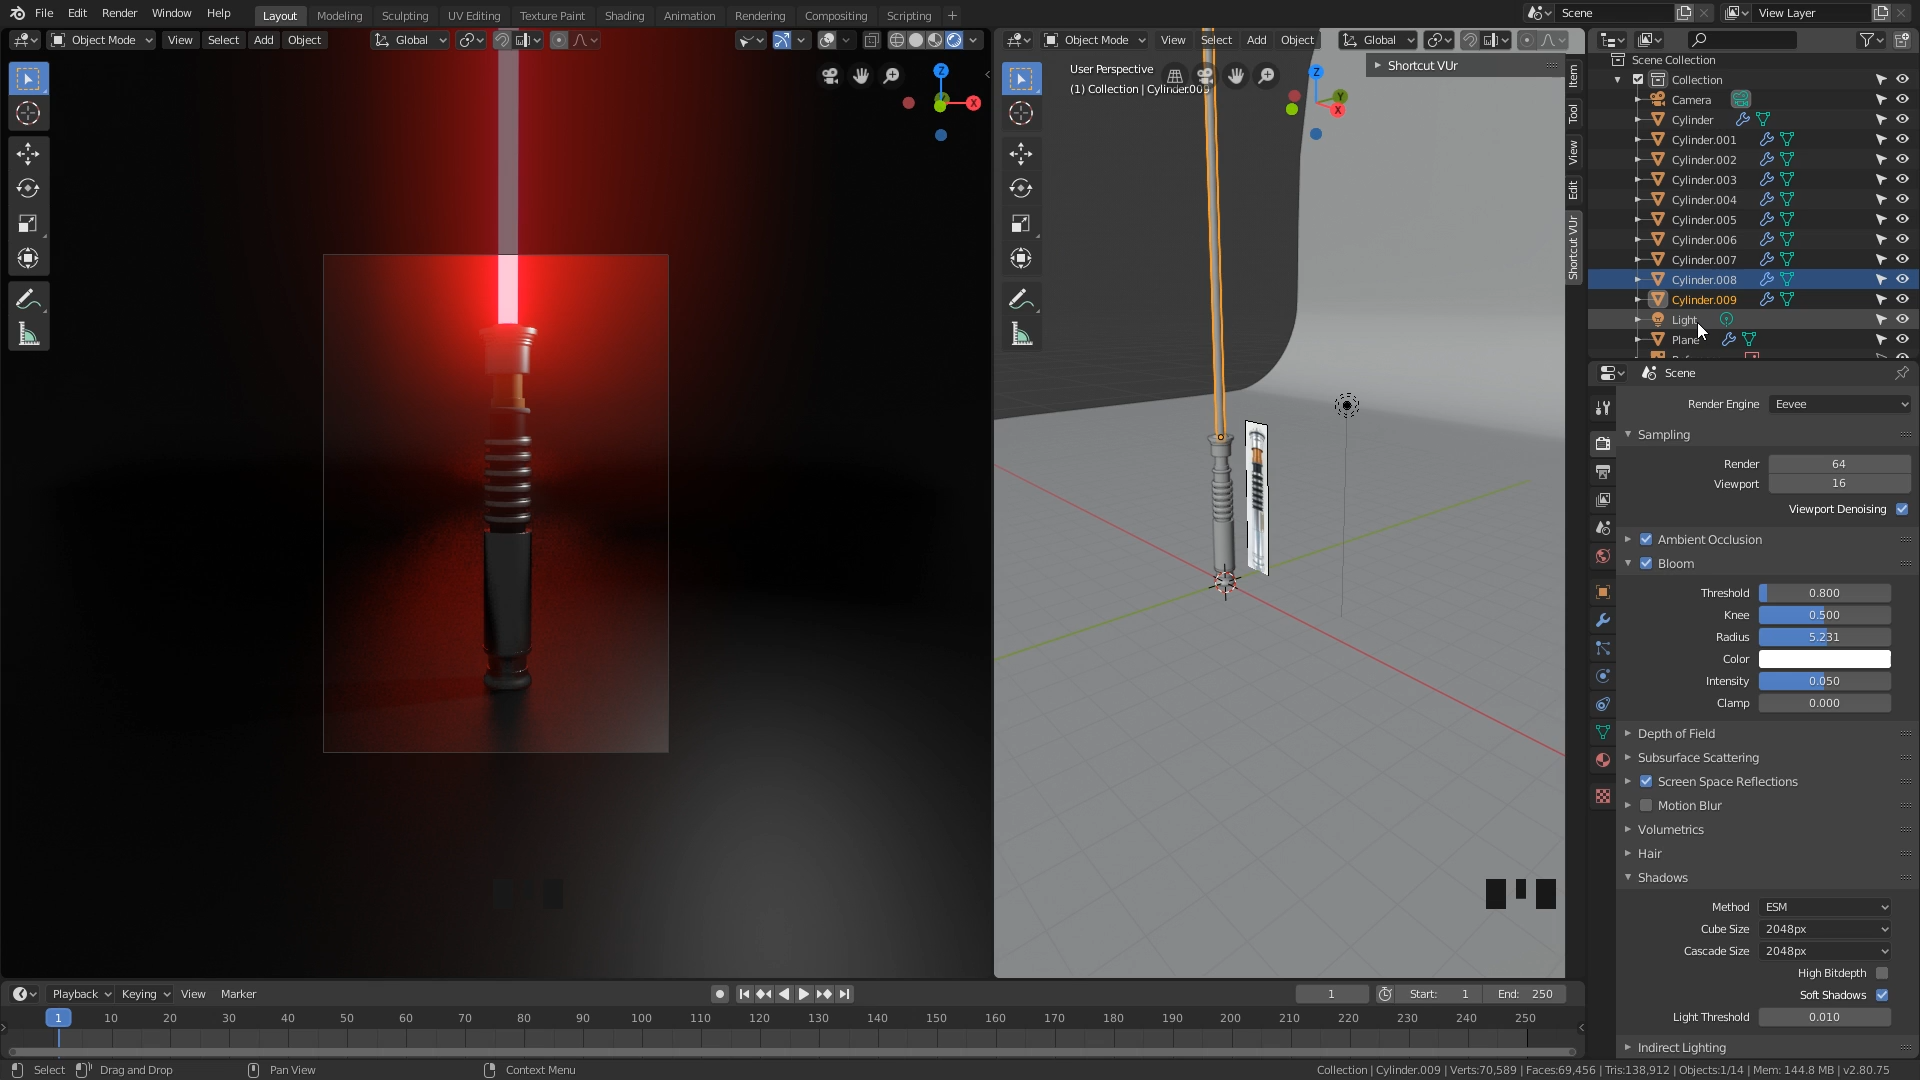 File Edit Render Window Help
Layout Modeling Sculpting UV Editing Texture Paint Shading Animation Rendering Compositing Scripting +
Scene
View Layer
Object Mode View Select Add Object Global
Object Mode View Select Add Object Global
User Perspective
(1) Collection | Cylinder.009
Shortcut VUr
Z
X
Z
Y
X
Item
Tool
View
Edit
Shortcut VUr
Scene Collection
Collection
Camera
Cylinder
Cylinder.001
Cylinder.002
Cylinder.003
Cylinder.004
Cylinder.005
Cylinder.006
Cylinder.007
Cylinder.008
Cylinder.009
Light
Plane
Scene
Render Engine Eevee
Sampling
Render 64
Viewport 16
Viewport Denoising
Ambient Occlusion
Bloom
Threshold 0.800
Knee 0.500
Radius 5.231
Color
Intensity 0.050
Clamp 0.000
Depth of Field
Subsurface Scattering
Screen Space Reflections
Motion Blur
Volumetrics
Hair
Shadows
Method ESM
Cube Size 2048px
Cascade Size 2048px
High Bitdepth
Soft Shadows
Light Threshold 0.010
Indirect Lighting
Playback Keying View Marker
1 Start: 1 End: 250
1 10 20 30 40 50 60 70 80 90 100 110 120 130 140 150 160 170 180 190 200 210 220 230 240 250
Select Drag and Drop Pan View Context Menu
Collection | Cylinder.009 | Verts:70,589 | Faces:69,456 | Tris:138,912 | Objects:1/14 | Mem: 144.8 MB | v2.80.75